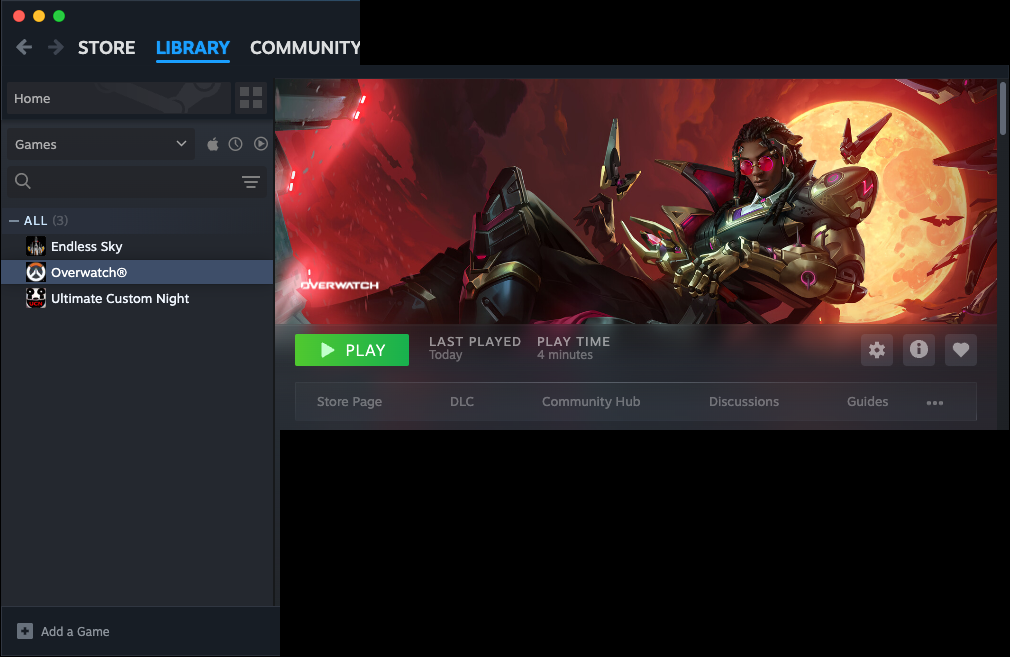 STORE LIBRARY COMMUNITY
Home
Games
ALL (3)
Endless Sky
Overwatch®
Ultimate Custom Night
OVERWATCH
PLAY
LAST PLAYED
Today
PLAY TIME
4 minutes
Store Page DLC Community Hub Discussions Guides
Add a Game